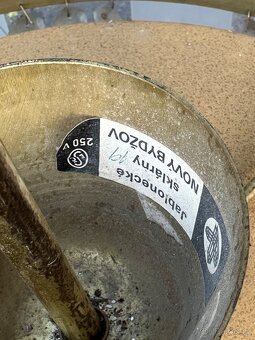 Jablonecké
sklárny
NOVÝ BYDŽOV
250 V